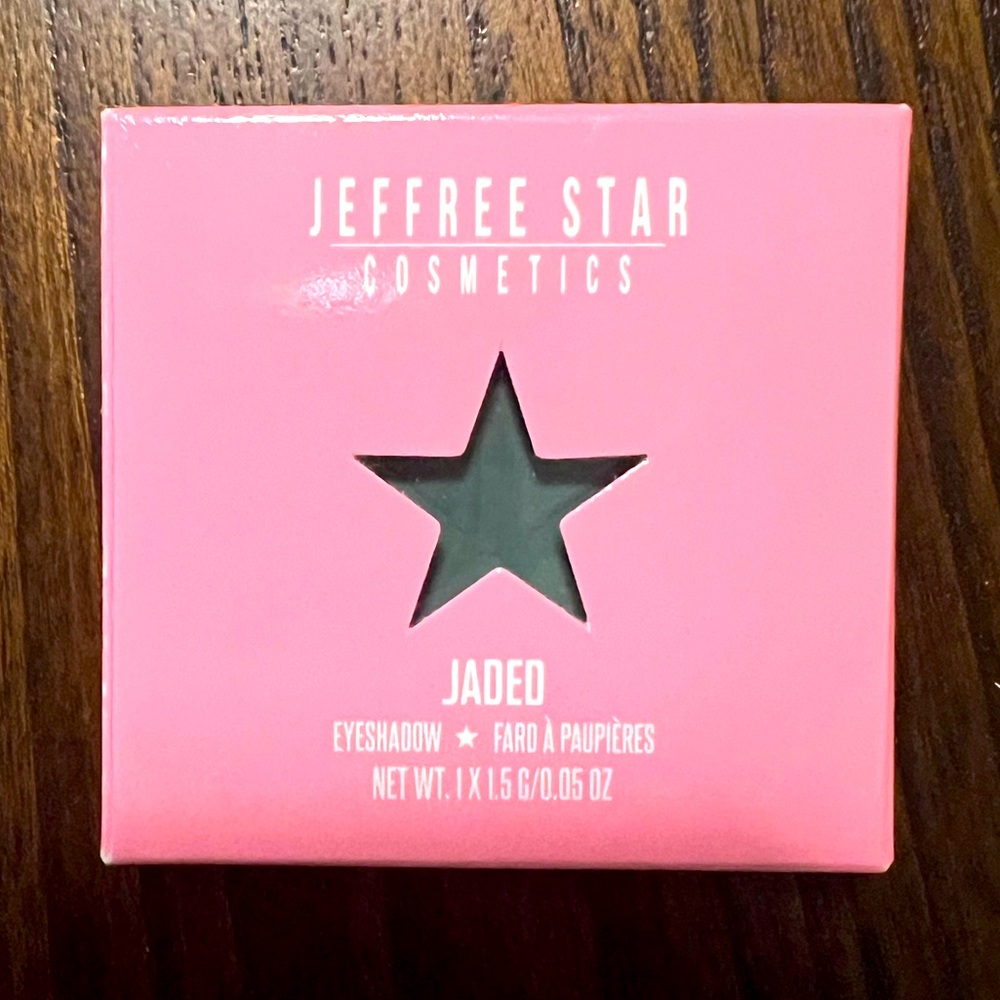 JEFFREE STAR
COSMETICS
JADED
EYESHADOW ★ FARD À PAUPIÈRES
NET WT. 1 X 1.5 G/0.05 OZ